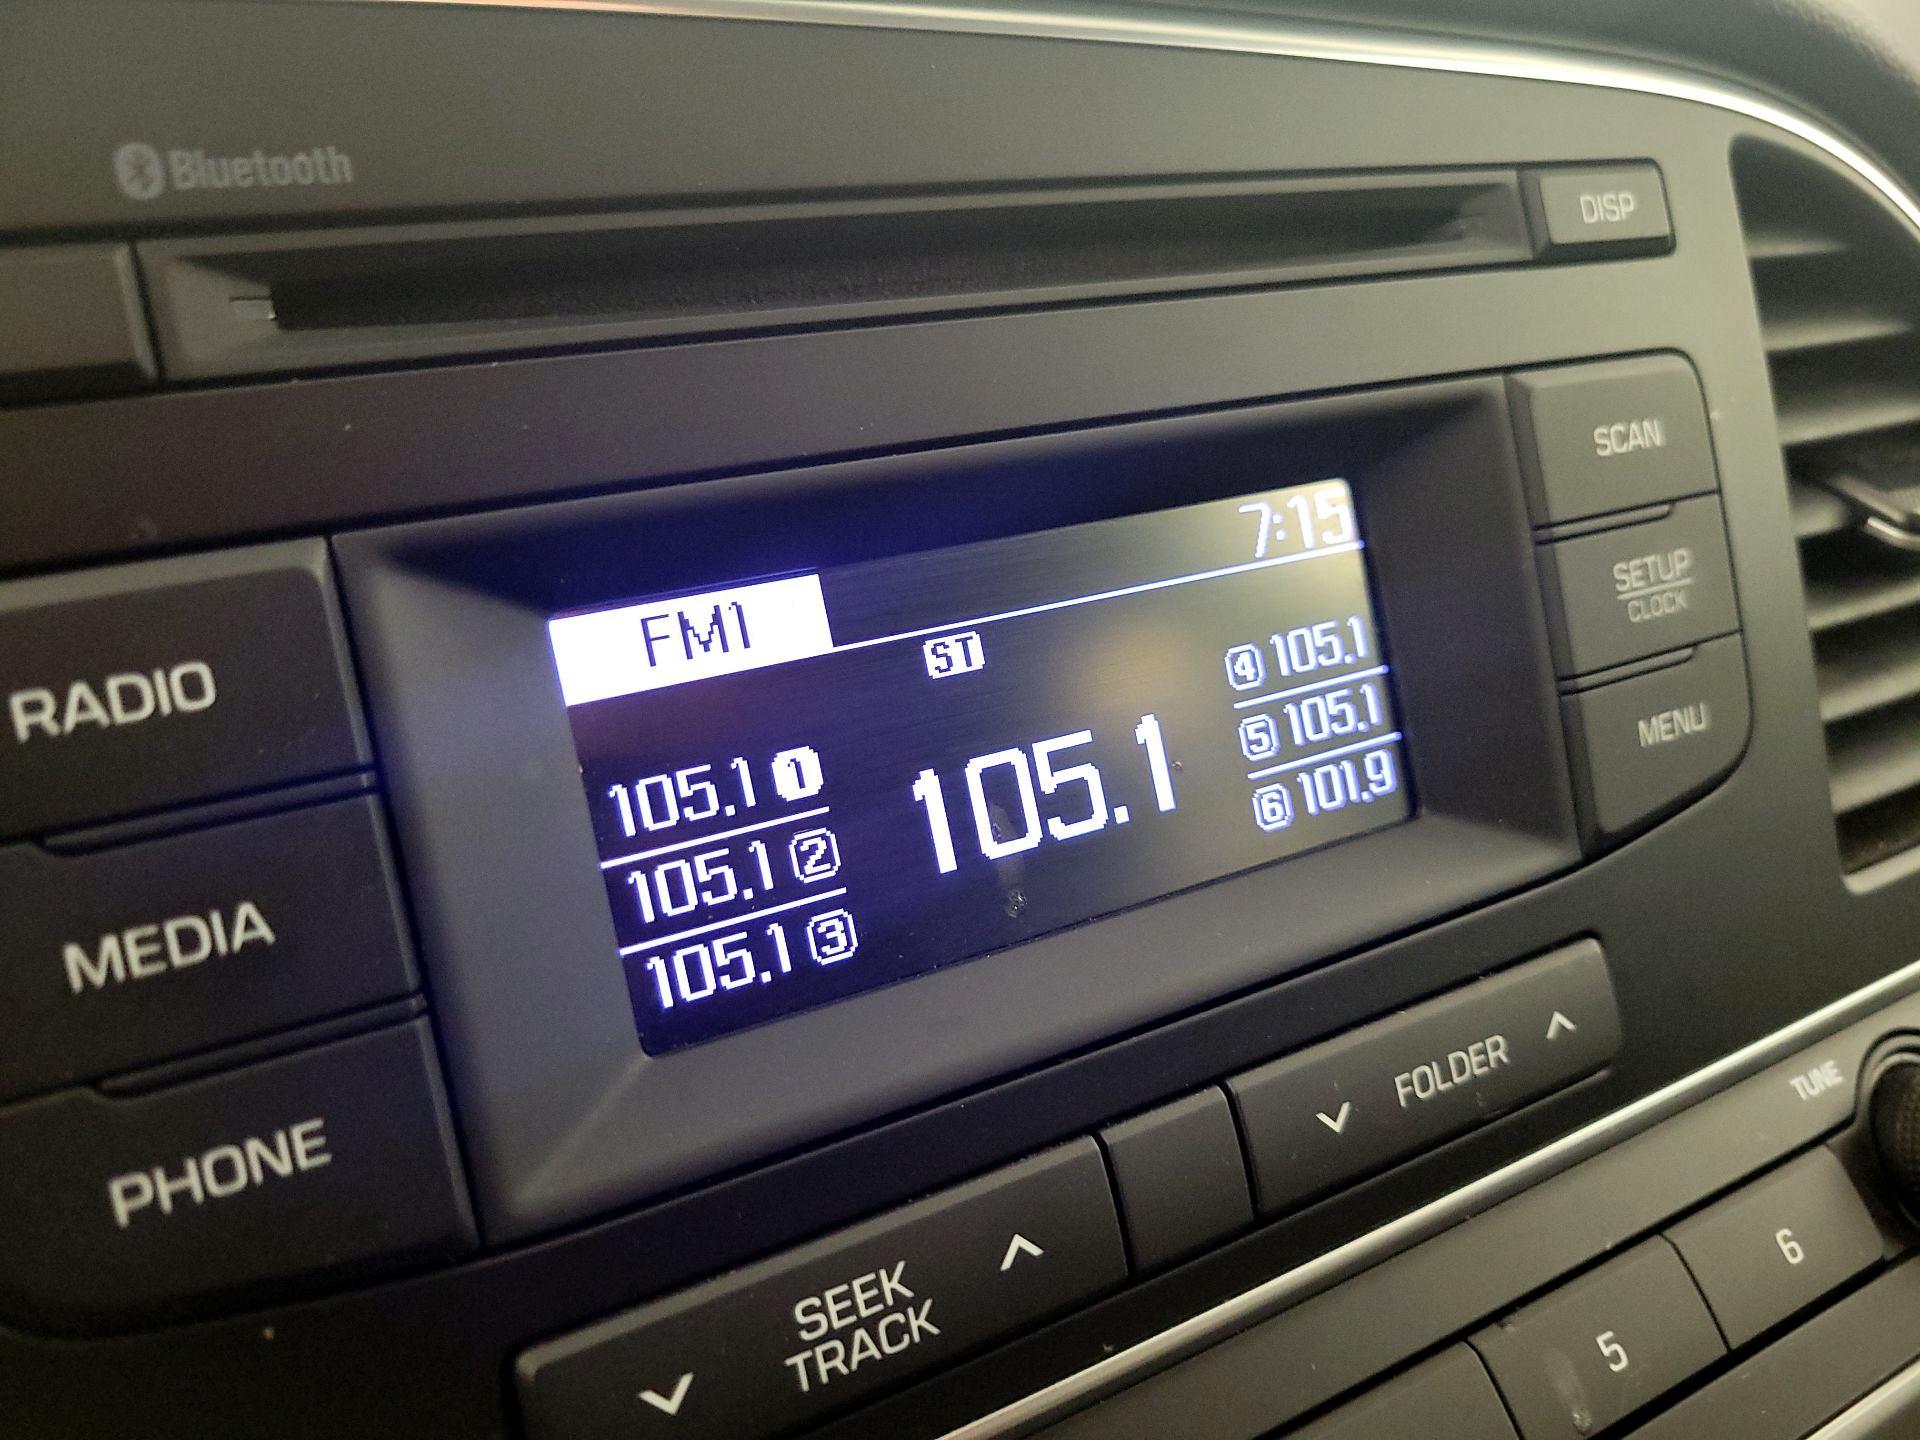 Bluetooth
DISP
SCAN
SETUP
CLOCK
MENU
RADIO
MEDIA
PHONE
7:15
FM1
ST
105.1 1
105.1 2
105.1 3
105.1
4 105.1
5 105.1
6 101.9
FOLDER
SEEK
TRACK
TUNE
5
6